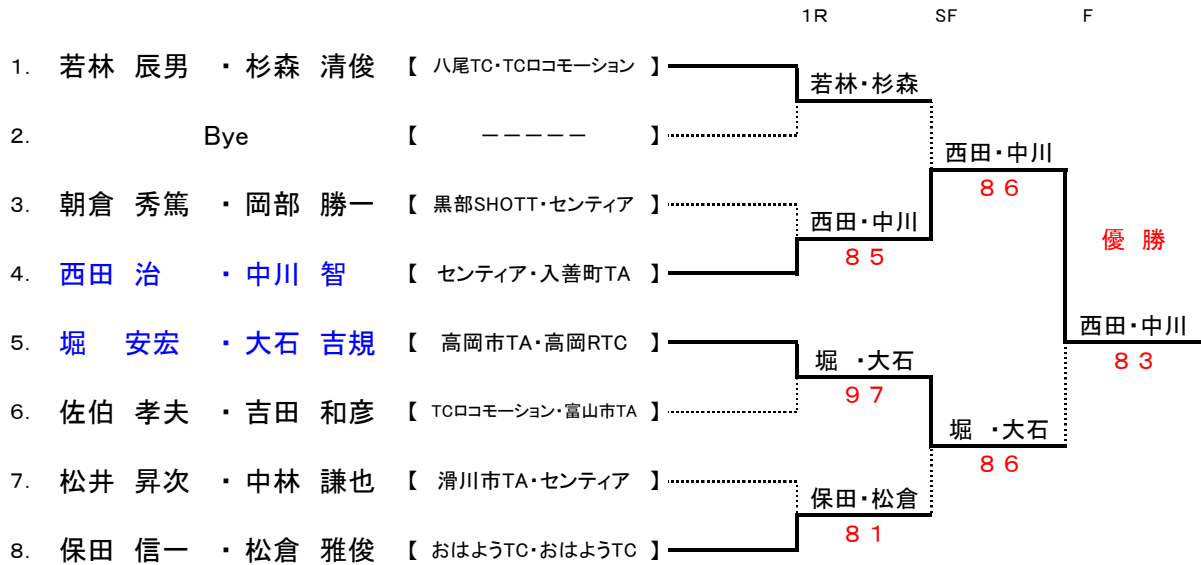 1R SF F
1. 若林 辰男 ・ 杉森 清俊 【 八尾TC・TCロコモーション 】
若林・杉森
2. Bye 【 ーーーーー 】
西田・中川
8 6
3. 朝倉 秀篤 ・ 岡部 勝一 【 黒部SHOTT・センティア 】
西田・中川
8 5
優 勝
4. 西田 治 ・ 中川 智 【 センティア・入善町TA 】
西田・中川
8 3
5. 堀 安宏 ・ 大石 吉規 【 高岡市TA・高岡RTC 】
堀 ・大石
9 7
6. 佐伯 孝夫 ・ 吉田 和彦 【 TCロコモーション・富山市TA 】
堀 ・大石
8 6
7. 松井 昇次 ・ 中林 謙也 【 滑川市TA・センティア 】
保田・松倉
8 1
8. 保田 信一 ・ 松倉 雅俊 【 おはようTC・おはようTC 】